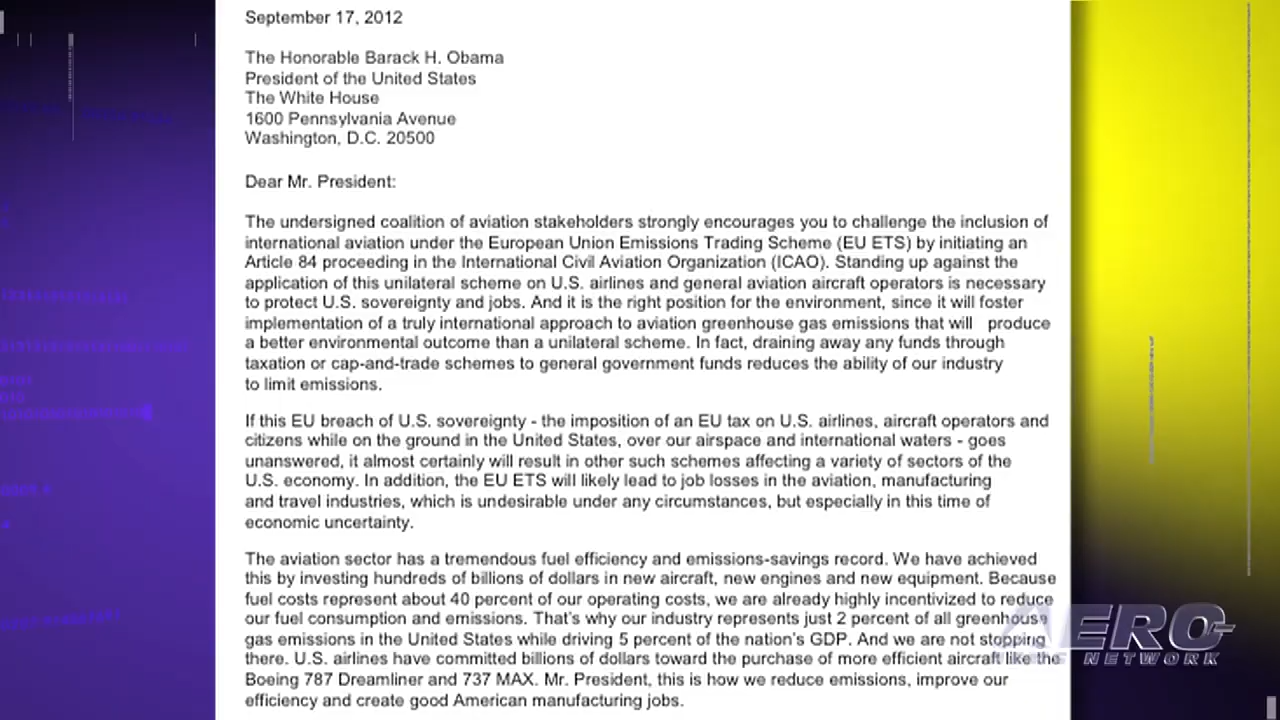 September 17, 2012
The Honorable Barack H. Obama
President of the United States
The White House
1600 Pennsylvania Avenue
Washington, D.C. 20500
Dear Mr. President:
The undersigned coalition of aviation stakeholders strongly encourages you to challenge the inclusion of
international aviation under the European Union Emissions Trading Scheme (EU ETS) by initiating an
Article 84 proceeding in the International Civil Aviation Organization (ICAO). Standing up against the
application of this unilateral scheme on U.S. airlines and general aviation aircraft operators is necessary
to protect U.S. sovereignty and jobs. And it is the right position for the environment, since it will foster
implementation of a truly international approach to aviation greenhouse gas emissions that will produce
a better environmental outcome than a unilateral scheme. In fact, draining away any funds through
taxation or cap-and-trade schemes to general government funds reduces the ability of our industry
to limit emissions.
If this EU breach of U.S. sovereignty - the imposition of an EU tax on U.S. airlines, aircraft operators and
citizens while on the ground in the United States, over our airspace and international waters - goes
unanswered, it almost certainly will result in other such schemes affecting a variety of sectors of the
U.S. economy. In addition, the EU ETS will likely lead to job losses in the aviation, manufacturing
and travel industries, which is undesirable under any circumstances, but especially in this time of
economic uncertainty.
The aviation sector has a tremendous fuel efficiency and emissions-savings record. We have achieved
this by investing hundreds of billions of dollars in new aircraft, new engines and new equipment. Because
fuel costs represent about 40 percent of our operating costs, we are already highly incentivized to reduce
our fuel consumption and emissions. That's why our industry represents just 2 percent of all greenhouse
gas emissions in the United States while driving 5 percent of the nation's GDP. And we are not stopping
there. U.S. airlines have committed billions of dollars toward the purchase of more efficient aircraft like the
Boeing 787 Dreamliner and 737 MAX. Mr. President, this is how we reduce emissions, improve our
efficiency and create good American manufacturing jobs.
AERO-
NETWORK